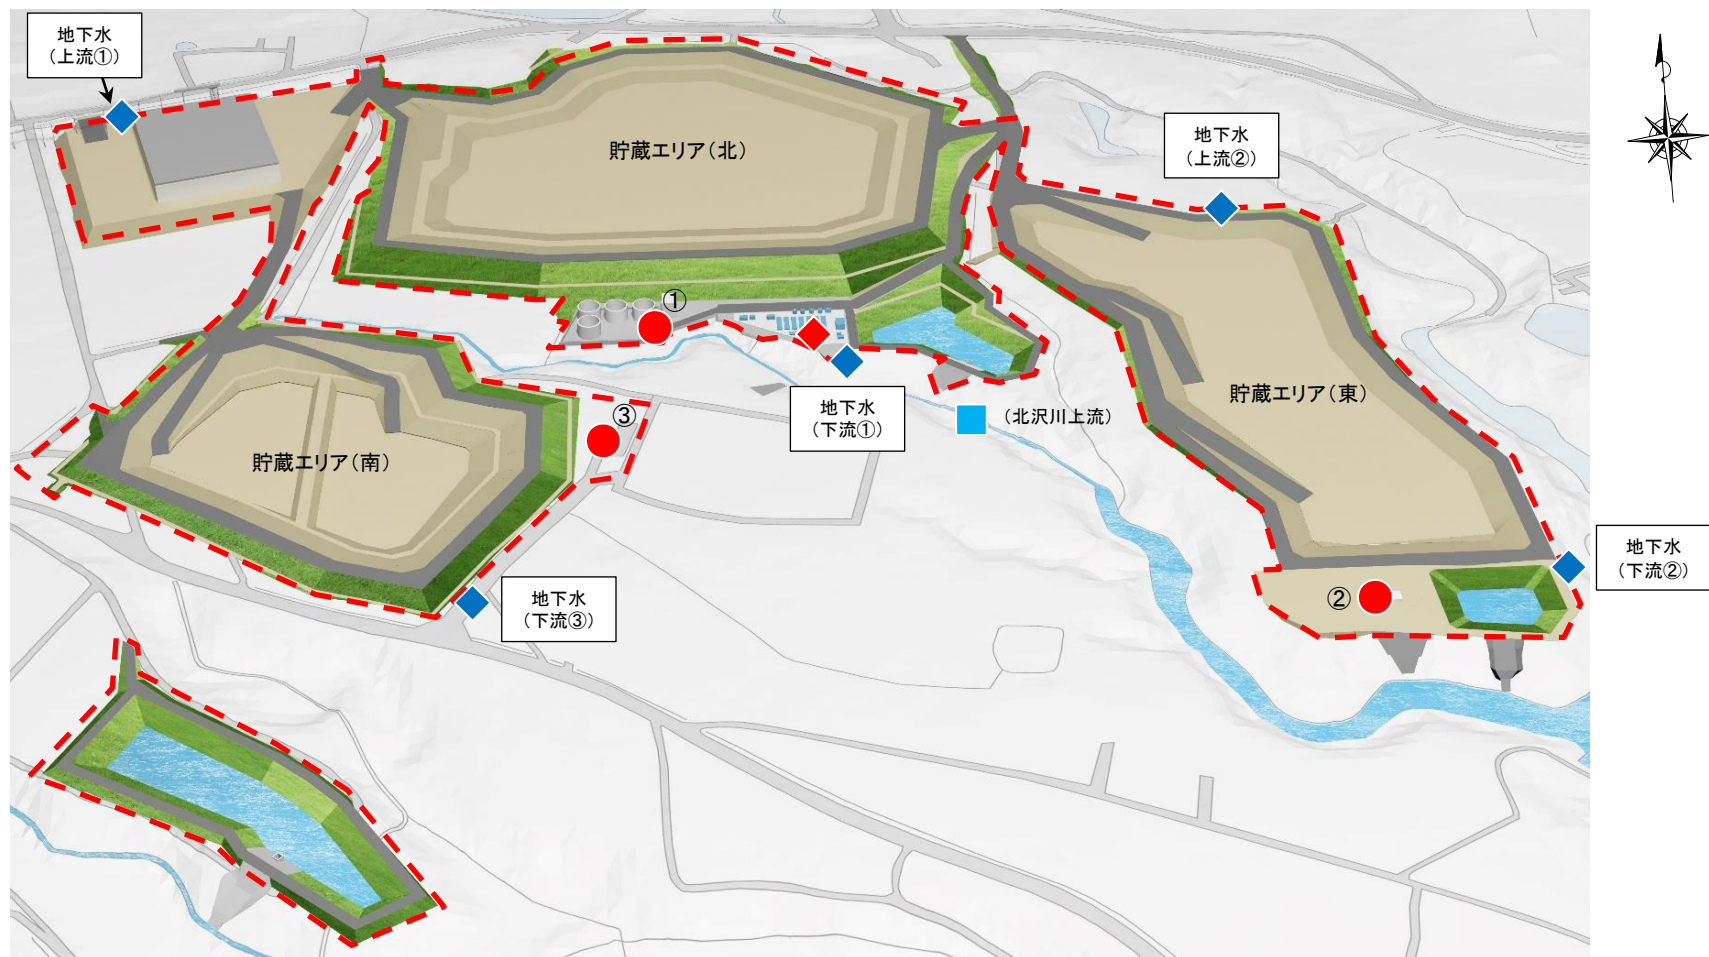 地下水
（上流①）
貯蔵エリア（北）
地下水
（上流②）
①
地下水
（下流①）
（北沢川上流）
貯蔵エリア（東）
③
貯蔵エリア（南）
地下水
（下流②）
②
地下水
（下流③）